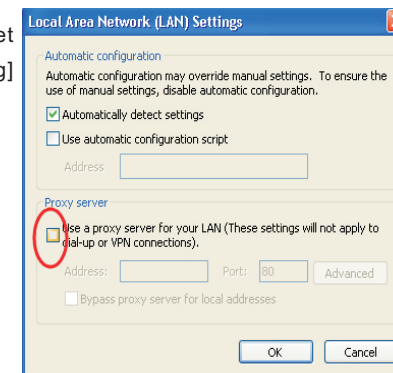 et
g]
Local Area Network (LAN) Settings
Automatic configuration
Automatic configuration may override manual settings. To ensure the
use of manual settings, disable automatic configuration.
Automatically detect settings
Use automatic configuration script
Address
Proxy server
Use a proxy server for your LAN (These settings will not apply to
dial-up or VPN connections).
Address: Port: 80 Advanced
Bypass proxy server for local addresses
OK Cancel